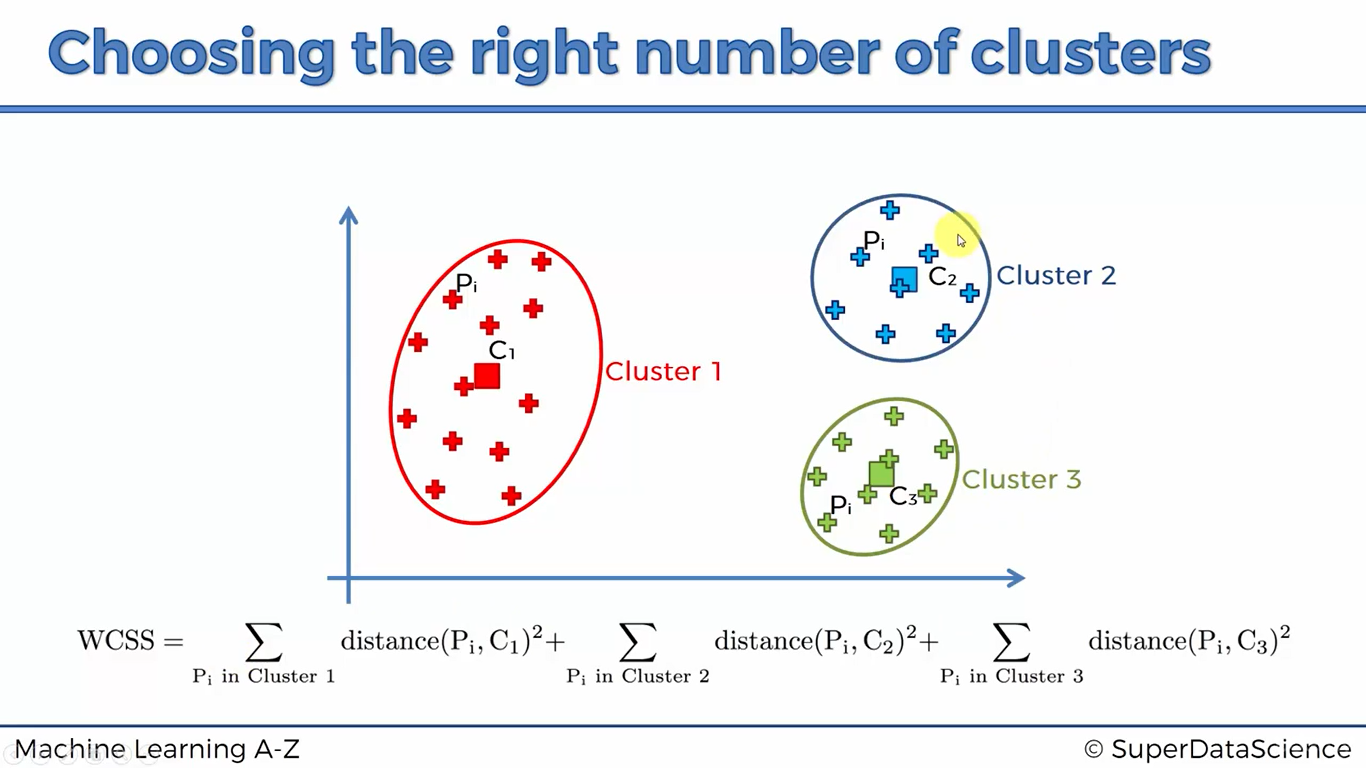 Choosing the right number of clusters
Pᵢ
C₁
Cluster 1
Pᵢ
C₂
Cluster 2
Pᵢ
C₃
Cluster 3
WCSS = ∑ distance(Pᵢ, C₁)² + ∑ distance(Pᵢ, C₂)² + ∑ distance(Pᵢ, C₃)²
Pᵢ in Cluster 1 Pᵢ in Cluster 2 Pᵢ in Cluster 3
Machine Learning A-Z
© SuperDataScience